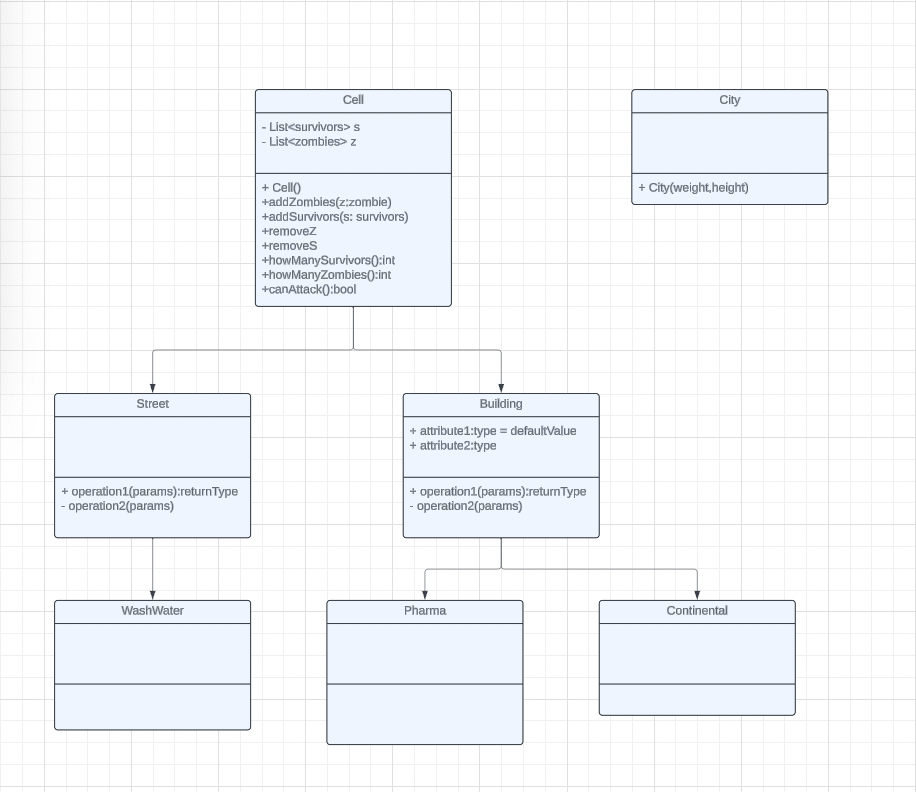 Cell
- List<survivors> s
- List<zombies> z
+ Cell()
+addZombies(z:zombie)
+addSurvivors(s: survivors)
+removeZ
+removeS
+howManySurvivors():int
+howManyZombies():int
+canAttack():bool
City
+ City(weight,height)
Street
+ operation1(params):returnType
- operation2(params)
Building
+ attribute1:type = defaultValue
+ attribute2:type
+ operation1(params):returnType
- operation2(params)
WashWater
Pharma
Continental